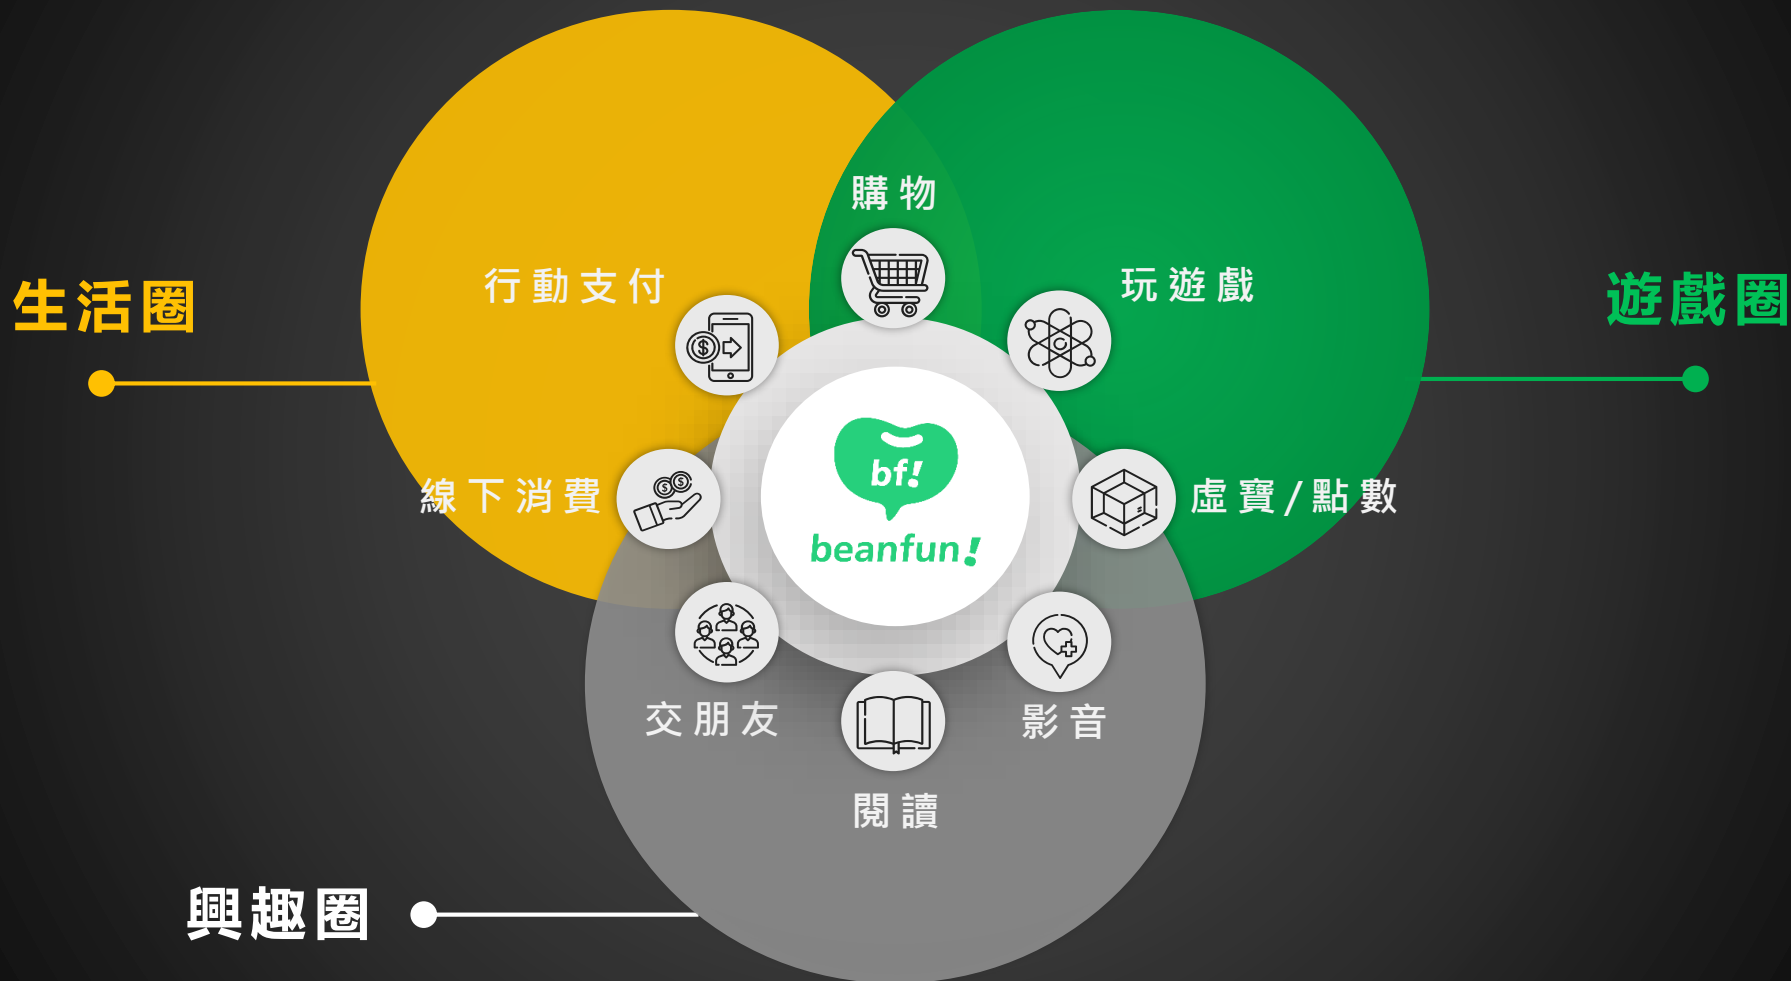 購物
行動支付
玩遊戲
生活圈
遊戲圈
bf!
線下消費
虛寶/點數
beanfun!
交朋友
影音
閱讀
興趣圈